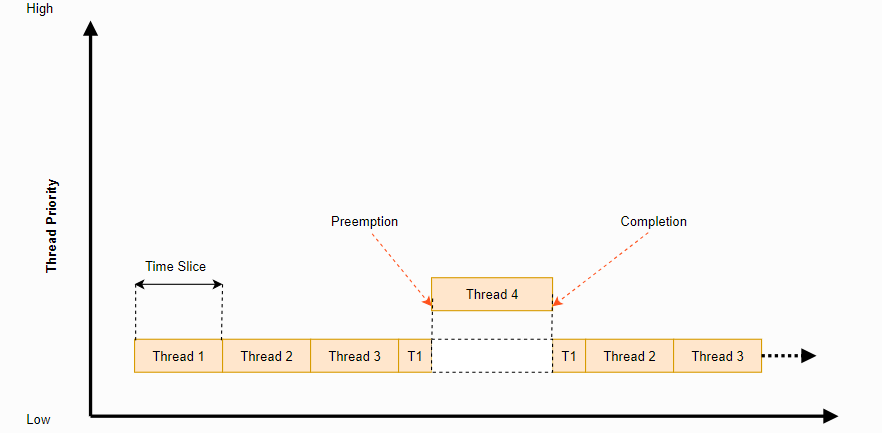 High
Thread Priority
Preemption
Completion
Time Slice
Thread 4
Thread 1
Thread 2
Thread 3
T1
T1
Thread 2
Thread 3
Low